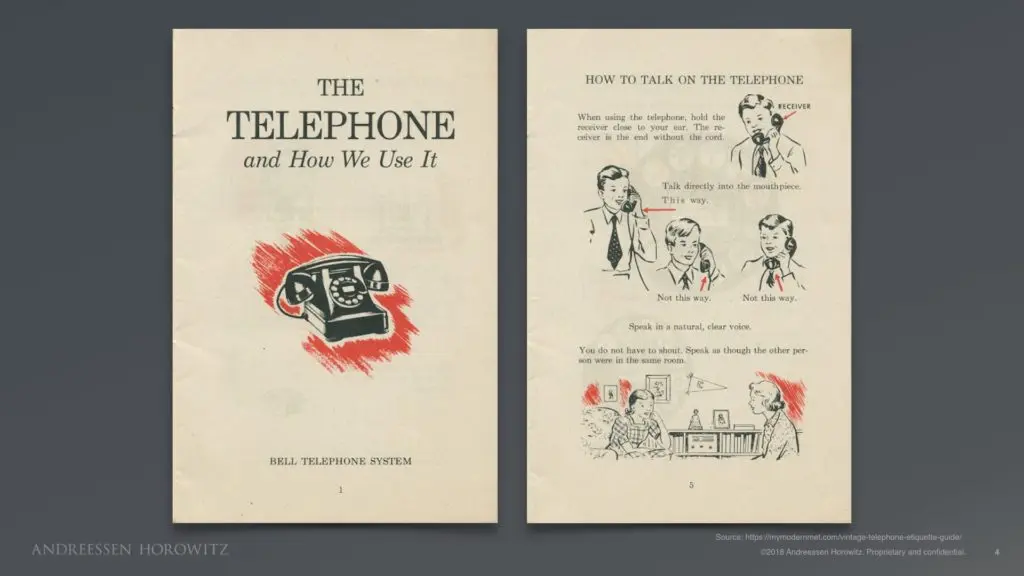 THE
TELEPHONE
and How We Use It
BELL TELEPHONE SYSTEM
1
HOW TO TALK ON THE TELEPHONE
RECEIVER
When using the telephone, hold the
receiver close to your ear. The re-
ceiver is the end without the cord.
Talk directly into the mouthpiece.
This way.
Not this way.
Not this way.
Speak in a natural, clear voice.
You do not have to shout. Speak as though the other per-
son were in the same room.
5
ANDREESSEN HOROWITZ
Source: https://mymodernmet.com/vintage-telephone-etiquette-guide/
©2018 Andreessen Horowitz. Proprietary and confidential.
4